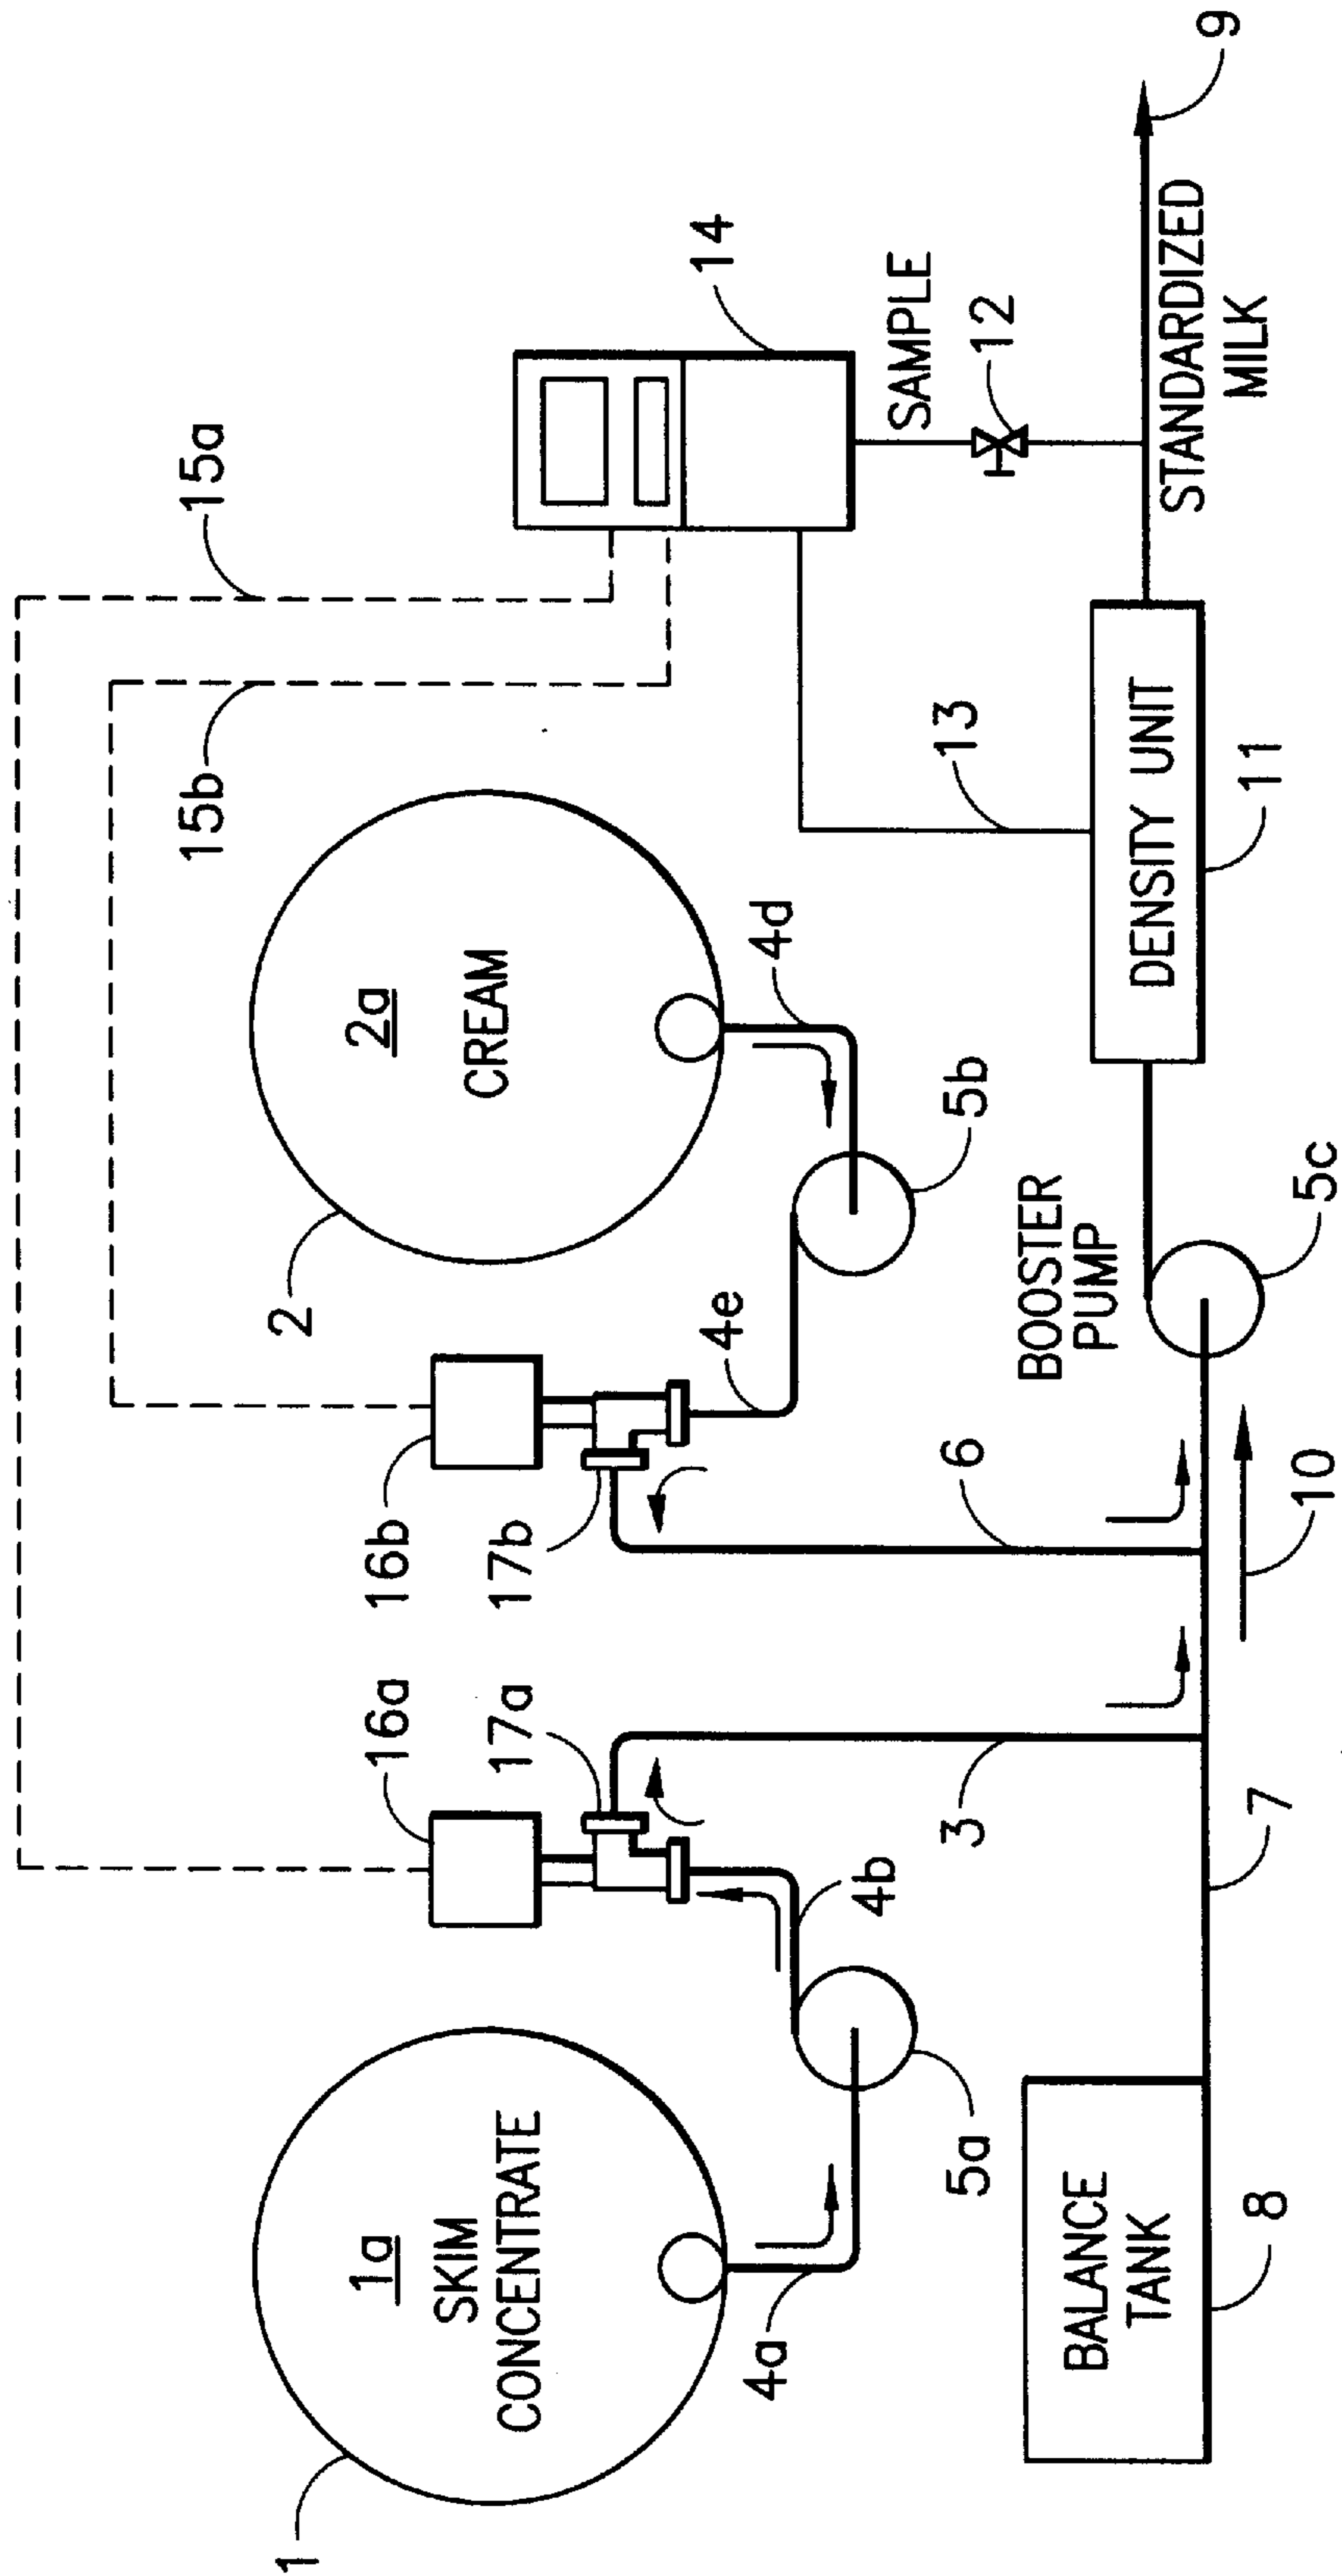 15a
15b
9
14
SAMPLE
12
STANDARDIZED
MILK
16a
16b
2
2a
CREAM
4d
5b
4e
17b
17a
13
DENSITY UNIT
11
BOOSTER
PUMP
5c
6
10
1
1a
SKIM
CONCENTRATE
4a
5a
4b
3
7
BALANCE
TANK
8